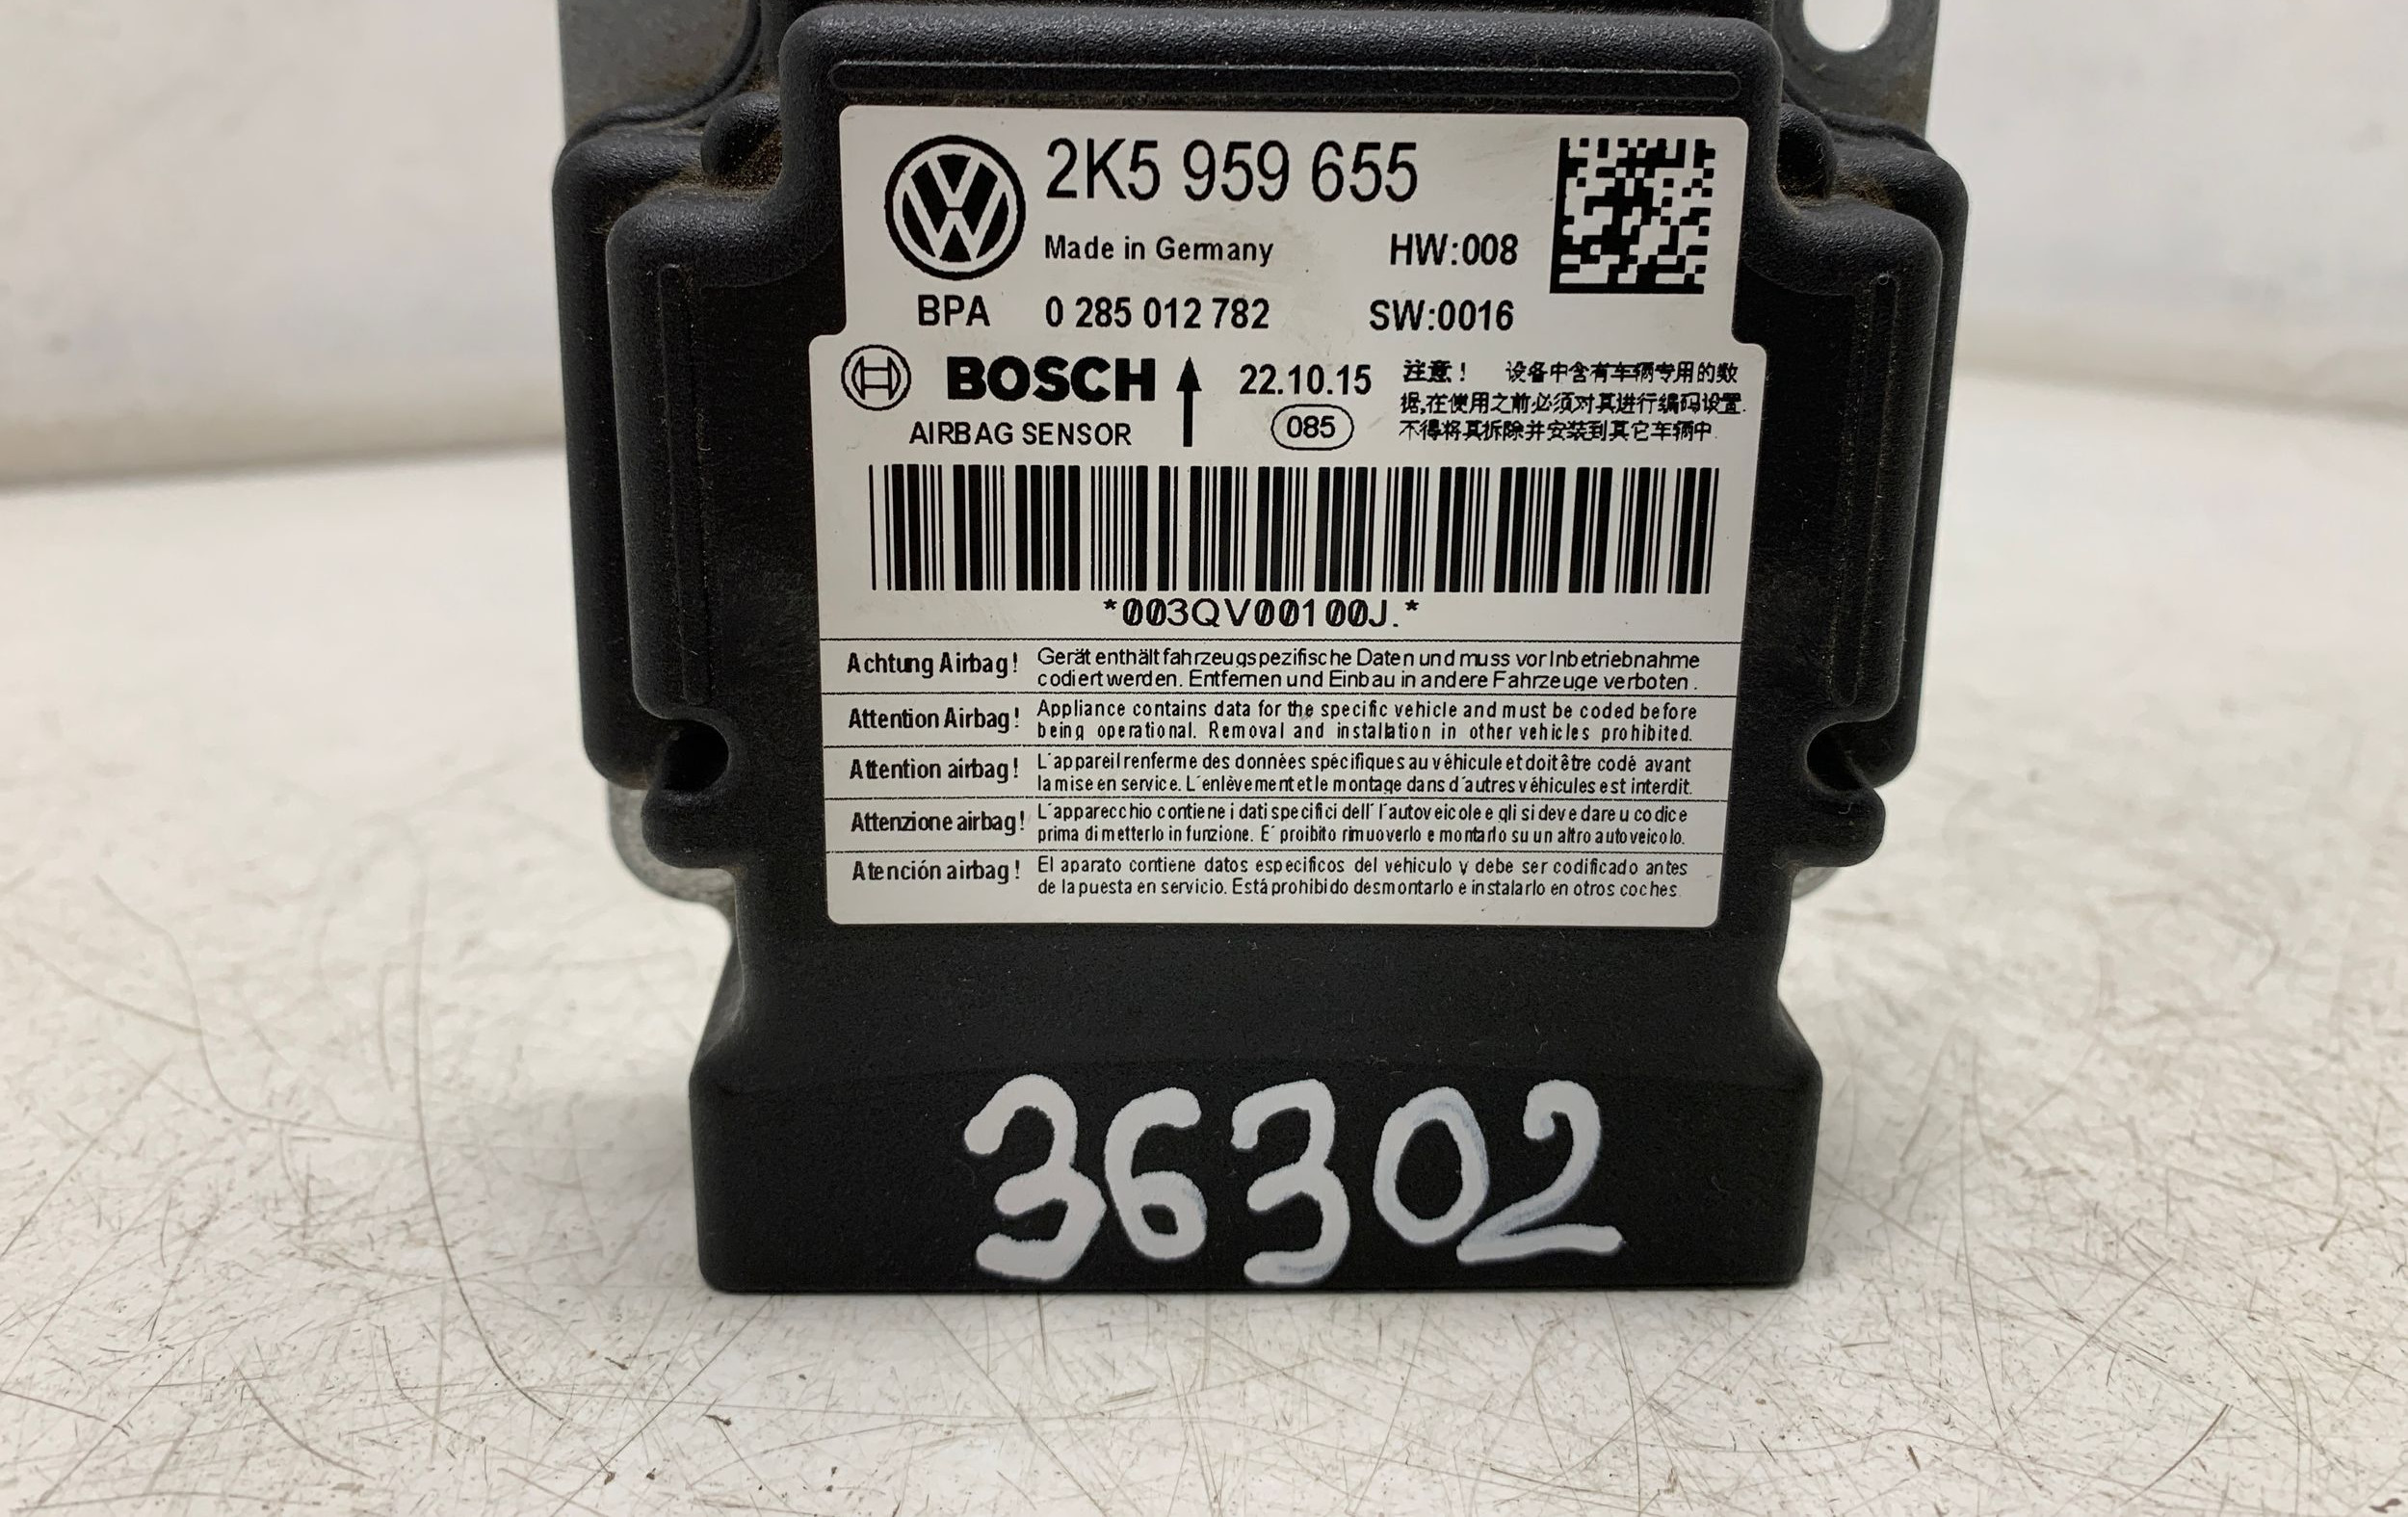 2K5 959 655
Made in Germany HW:008
BPA 0 285 012 782 SW:0016
BOSCH 22.10.15
AIRBAG SENSOR 085
注意！ 设备中含有车辆专用的数
据,在使用之前必须对其进行编码设置.
不得将其拆除并安装到其它车辆中.
*003QV00100J.*
Achtung Airbag! Gerät enthält fahrzeugspezifische Daten und muss vor Inbetriebnahme
codiert werden. Entfernen und Einbau in andere Fahrzeuge verboten.
Attention Airbag! Appliance contains data for the specific vehicle and must be coded before
being operational. Removal and installation in other vehicles prohibited.
Attention airbag! L'appareil renferme des données spécifiques au véhicule et doit être codé avant
la mise en service. L'enlèvement et le montage dans d'autres véhicules est interdit.
Attenzione airbag! L'apparecchio contiene i dati specifici dell' l'autoveicolo e gli si deve dare u codice
prima di metterlo in funzione. E' proibito rimuoverlo e montarlo su un altro autoveicolo.
Atención airbag! El aparato contiene datos especificos del vehiculo y debe ser codificado antes
de la puesta en servicio. Está prohibido desmontarlo e instalarlo en otros coches.
36302